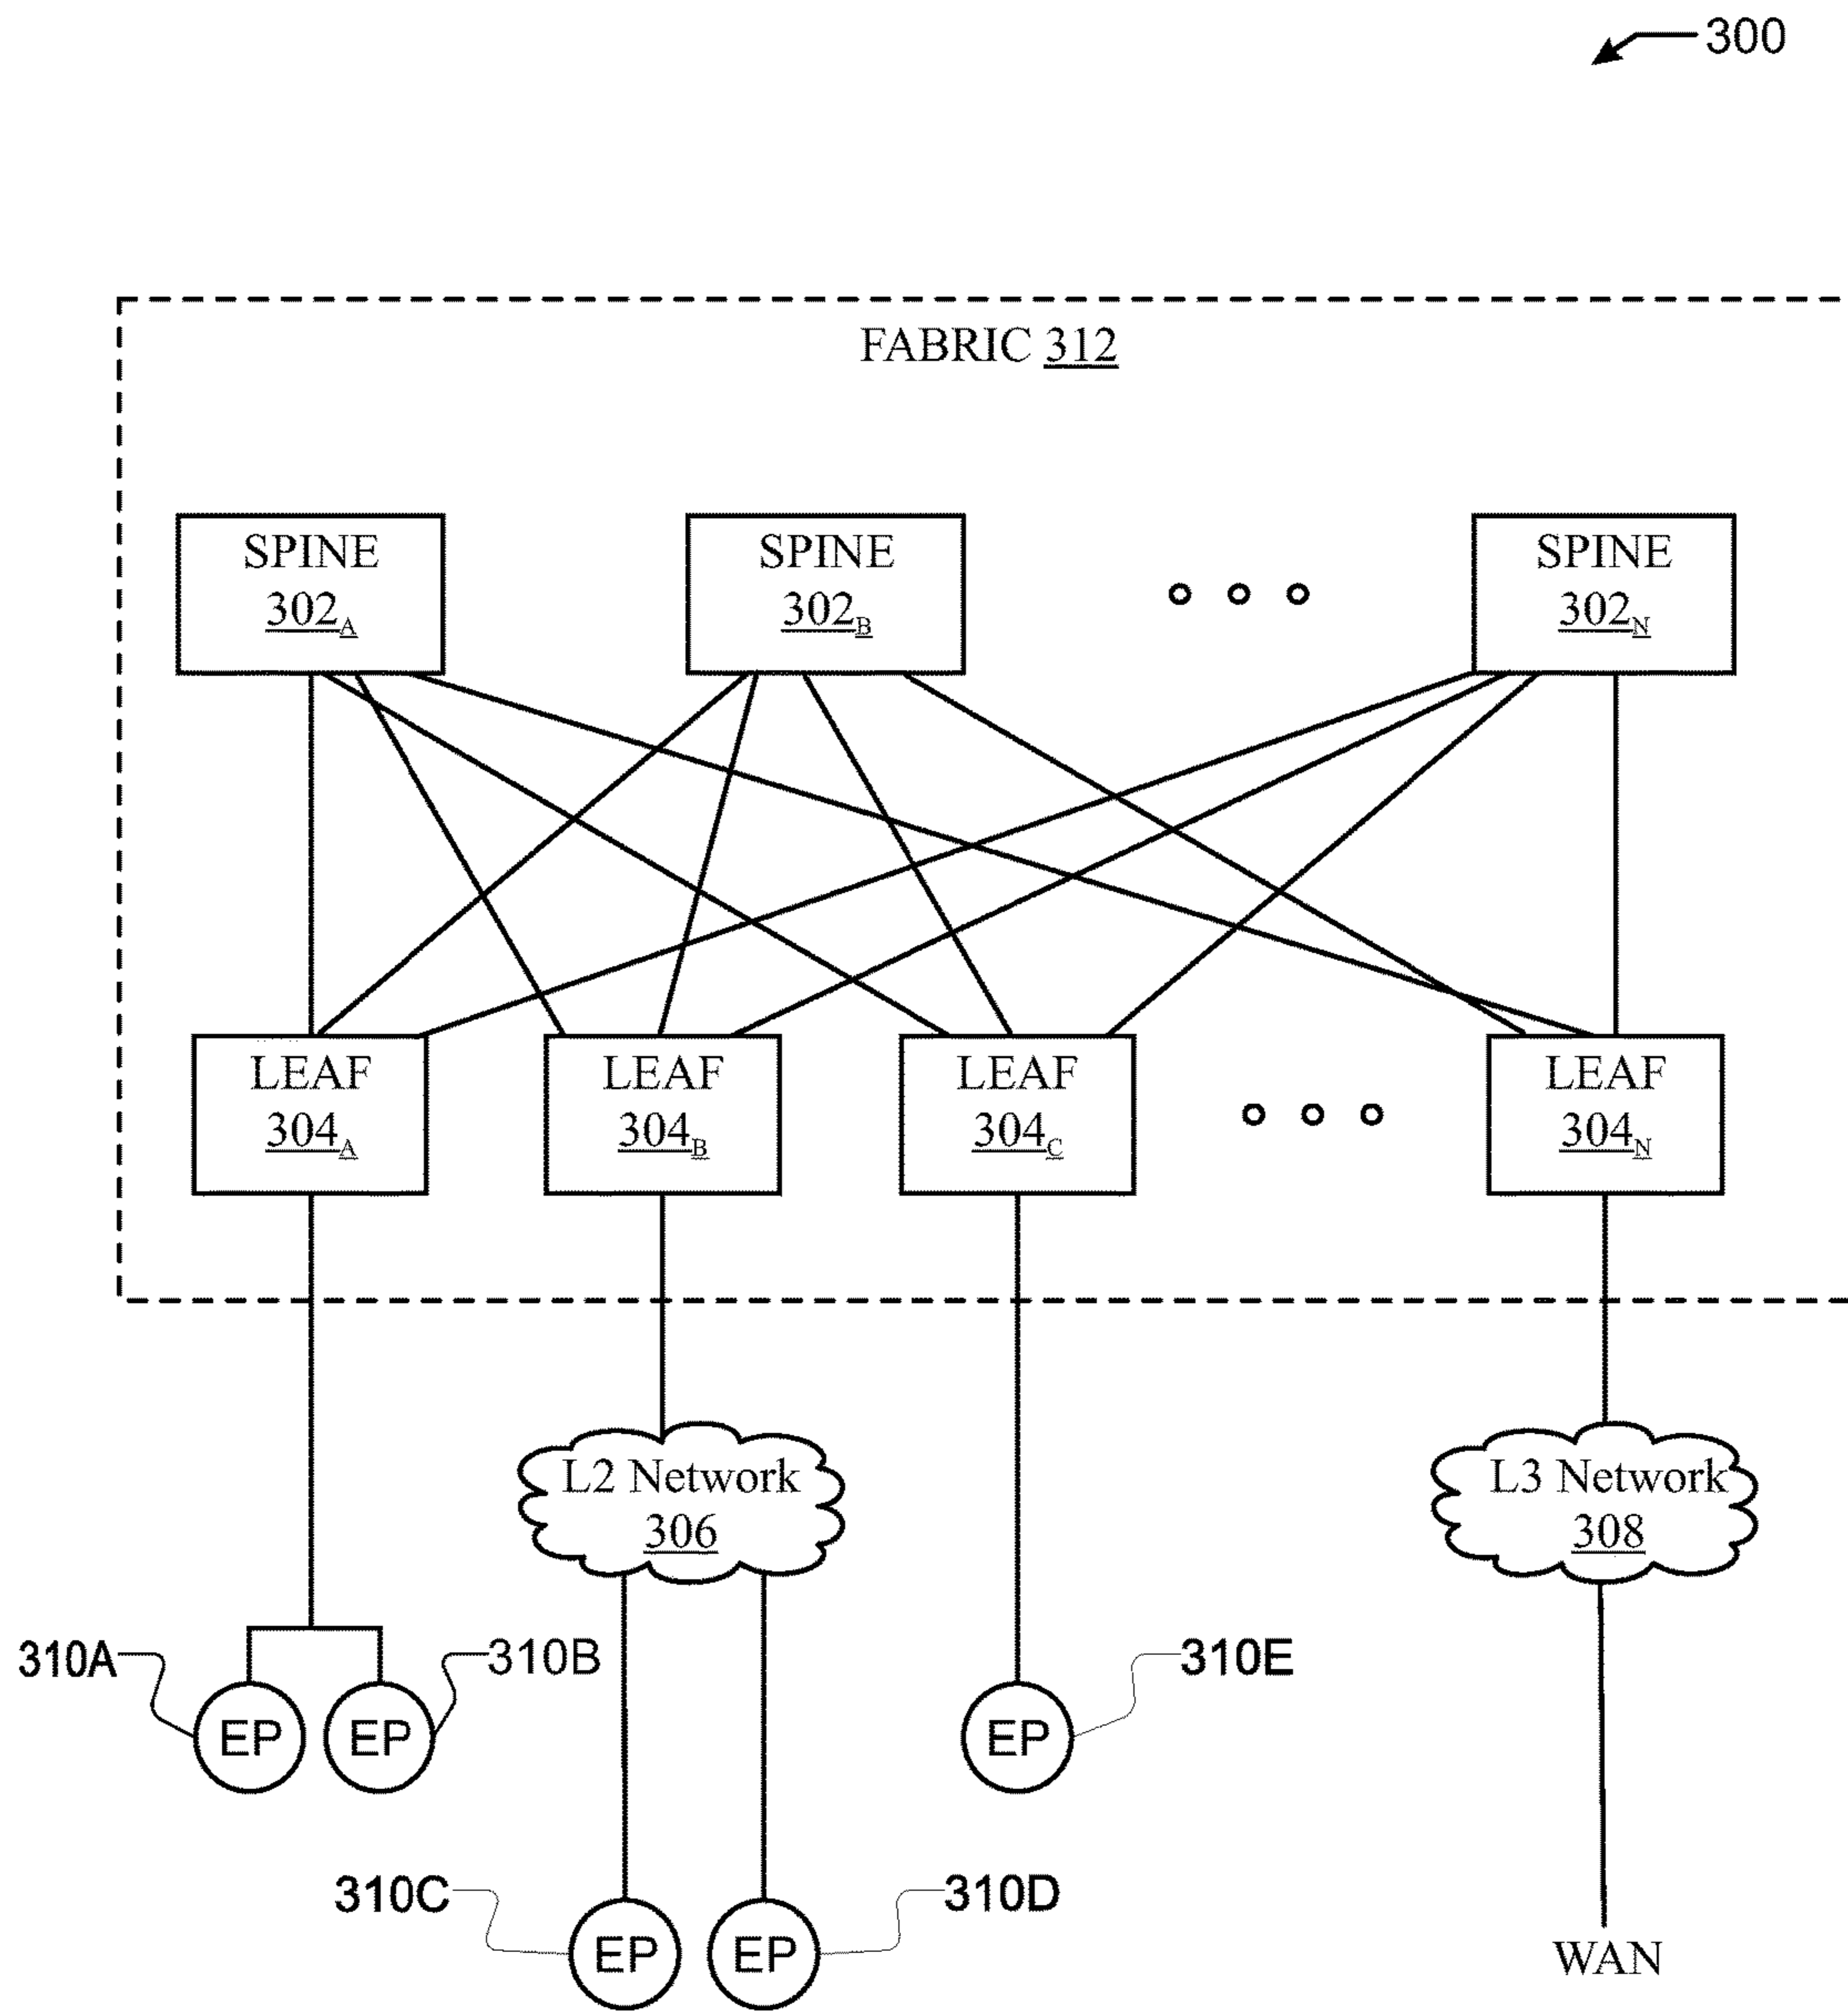 300
FABRIC 312
SPINE
302A
SPINE
302B
SPINE
302N
LEAF
304A
LEAF
304B
LEAF
304C
LEAF
304N
L2 Network
306
L3 Network
308
310A
310B
310E
EP
EP
EP
310C
310D
EP
EP
WAN